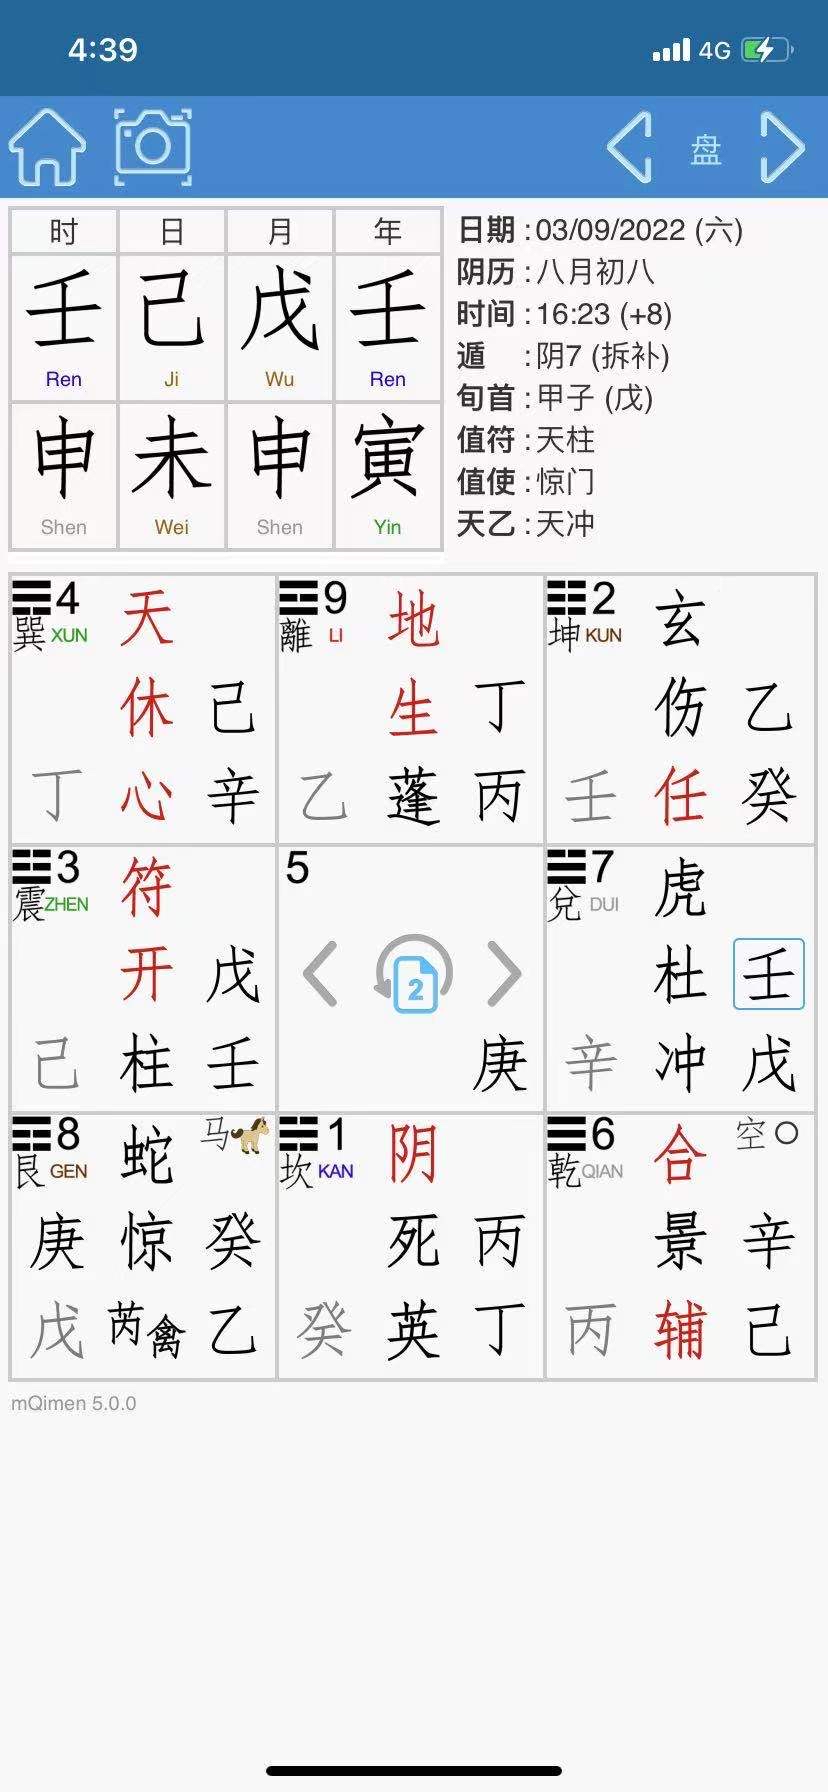 4:39 4G
盘
时 日 月 年
壬 己 戊 壬
Ren Ji Wu Ren
申 未 申 寅
Shen Wei Shen Yin
日期:03/09/2022 (六)
阴历:八月初八
时间:16:23 (+8)
遁 :阴7 (拆补)
旬首:甲子 (戊)
值符:天柱
值使:惊门
天乙:天冲
4 天
巽 XUN
休 己
丁 心 辛
9 地
離 LI
生 丁
乙 蓬 丙
2 玄
坤 KUN
伤 乙
壬 任 癸
3 符
震 ZHEN
开 戊
己 柱 壬
5
2
庚
7 虎
兌 DUI
杜 壬
辛 冲 戊
8 蛇 马
艮 GEN
庚 惊 癸
戊 芮禽 乙
1 阴
坎 KAN
死 丙
癸 英 丁
6 合 空
乾 QIAN
景 辛
丙 辅 己
mQimen 5.0.0